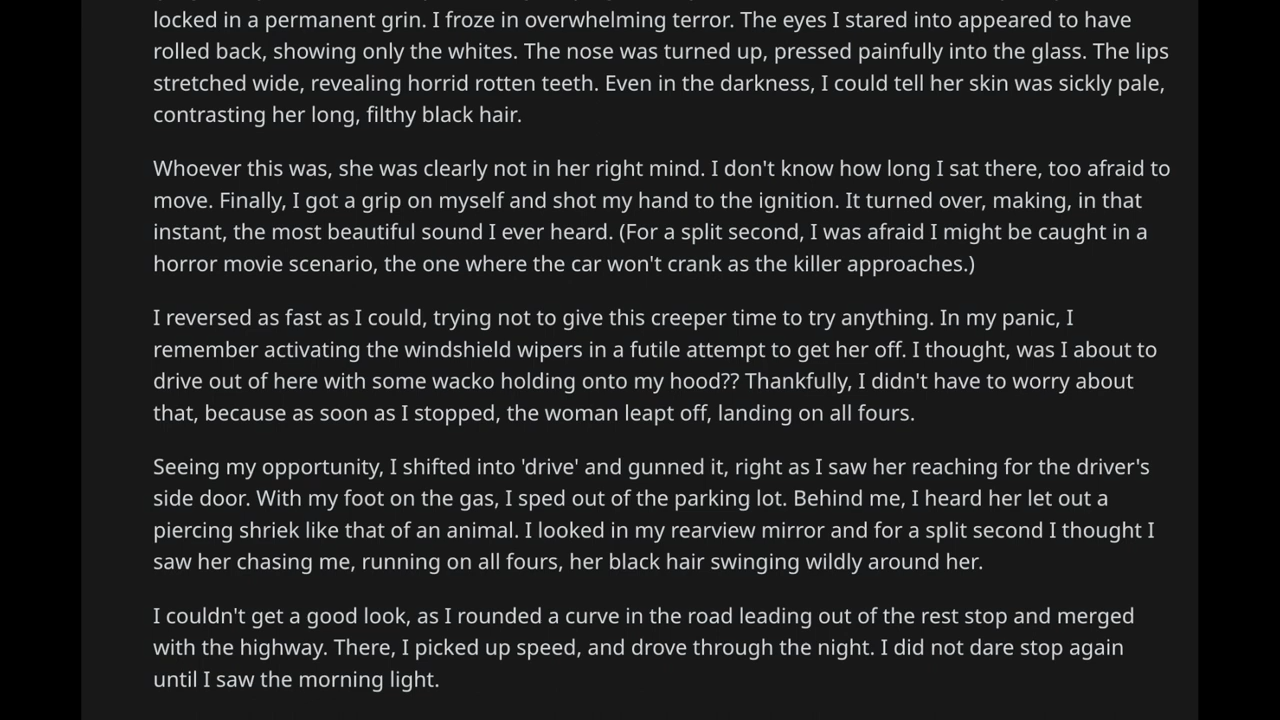 locked in a permanent grin. I froze in overwhelming terror. The eyes I stared into appeared to have
rolled back, showing only the whites. The nose was turned up, pressed painfully into the glass. The lips
stretched wide, revealing horrid rotten teeth. Even in the darkness, I could tell her skin was sickly pale,
contrasting her long, filthy black hair.
Whoever this was, she was clearly not in her right mind. I don't know how long I sat there, too afraid to
move. Finally, I got a grip on myself and shot my hand to the ignition. It turned over, making, in that
instant, the most beautiful sound I ever heard. (For a split second, I was afraid I might be caught in a
horror movie scenario, the one where the car won't crank as the killer approaches.)
I reversed as fast as I could, trying not to give this creeper time to try anything. In my panic, I
remember activating the windshield wipers in a futile attempt to get her off. I thought, was I about to
drive out of here with some wacko holding onto my hood?? Thankfully, I didn't have to worry about
that, because as soon as I stopped, the woman leapt off, landing on all fours.
Seeing my opportunity, I shifted into 'drive' and gunned it, right as I saw her reaching for the driver's
side door. With my foot on the gas, I sped out of the parking lot. Behind me, I heard her let out a
piercing shriek like that of an animal. I looked in my rearview mirror and for a split second I thought I
saw her chasing me, running on all fours, her black hair swinging wildly around her.
I couldn't get a good look, as I rounded a curve in the road leading out of the rest stop and merged
with the highway. There, I picked up speed, and drove through the night. I did not dare stop again
until I saw the morning light.